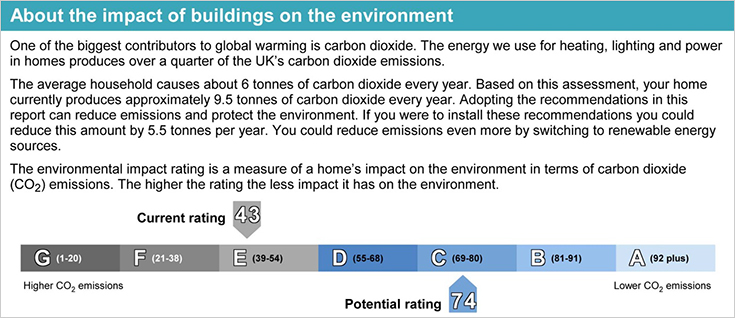 About the impact of buildings on the environment
One of the biggest contributors to global warming is carbon dioxide. The energy we use for heating, lighting and power
in homes produces over a quarter of the UK's carbon dioxide emissions.
The average household causes about 6 tonnes of carbon dioxide every year. Based on this assessment, your home
currently produces approximately 9.5 tonnes of carbon dioxide every year. Adopting the recommendations in this
report can reduce emissions and protect the environment. If you were to install these recommendations you could
reduce this amount by 5.5 tonnes per year. You could reduce emissions even more by switching to renewable energy
sources.
The environmental impact rating is a measure of a home's impact on the environment in terms of carbon dioxide
(CO2) emissions. The higher the rating the less impact it has on the environment.
Current rating 43
G (1-20) F (21-38) E (39-54) D (55-68) C (69-80) B (81-91) A (92 plus)
Higher CO2 emissions Lower CO2 emissions
Potential rating 74